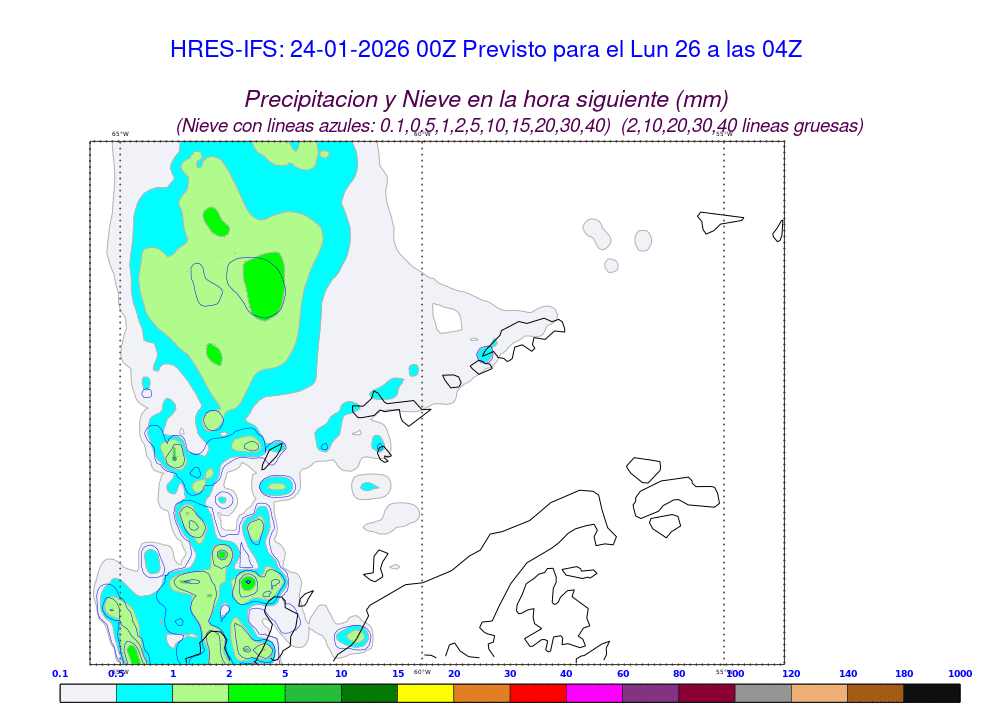 HRES-IFS: 24-01-2026 00Z Previsto para el Lun 26 a las 04Z
Precipitacion y Nieve en la hora siguiente (mm)
(Nieve con lineas azules: 0.1,0.5,1,2,5,10,15,20,30,40) (2,10,20,30,40 lineas gruesas)
65°W 60°W 55°W
65°W 60°W 55°W
0.1 0.5 1 2 5 10 15 20 30 40 60 80 100 120 140 180 1000